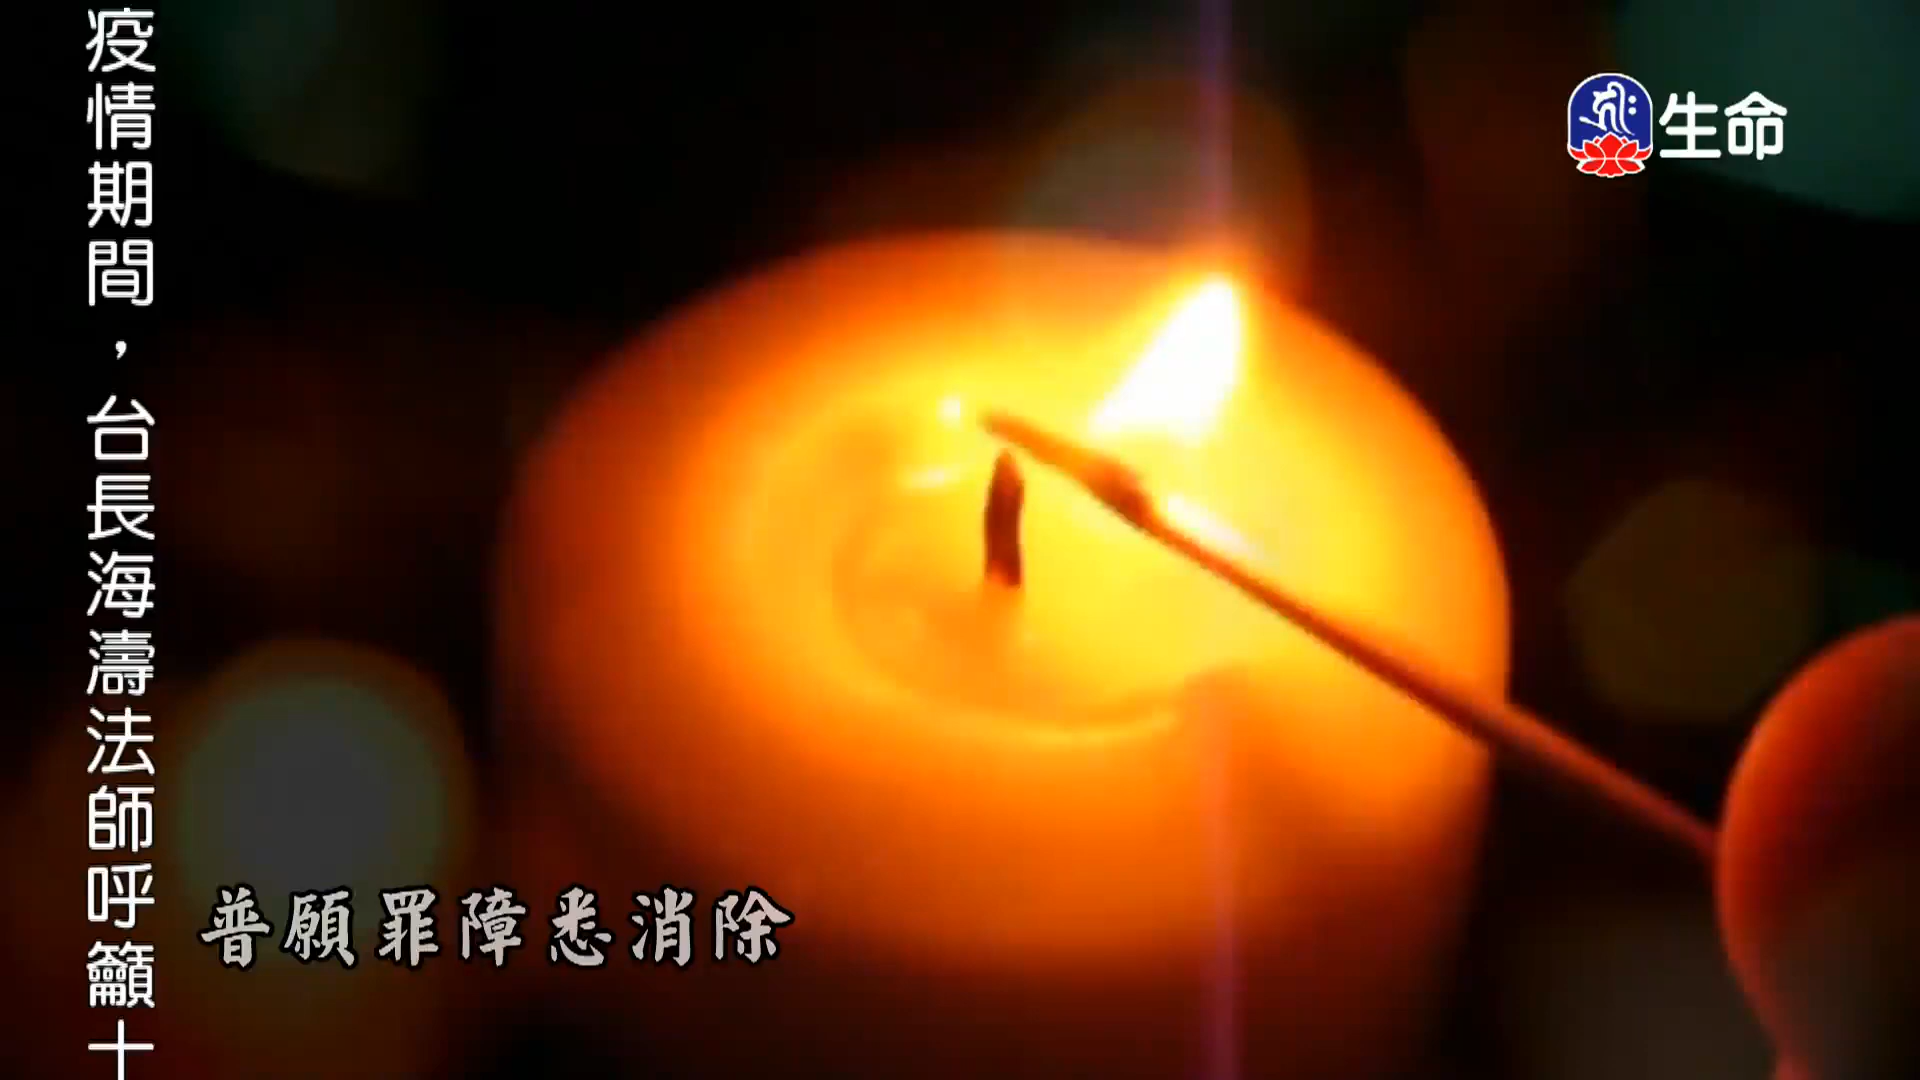 疫情期間，台長海濤法師呼籲十
生命
普願罪障悉消除